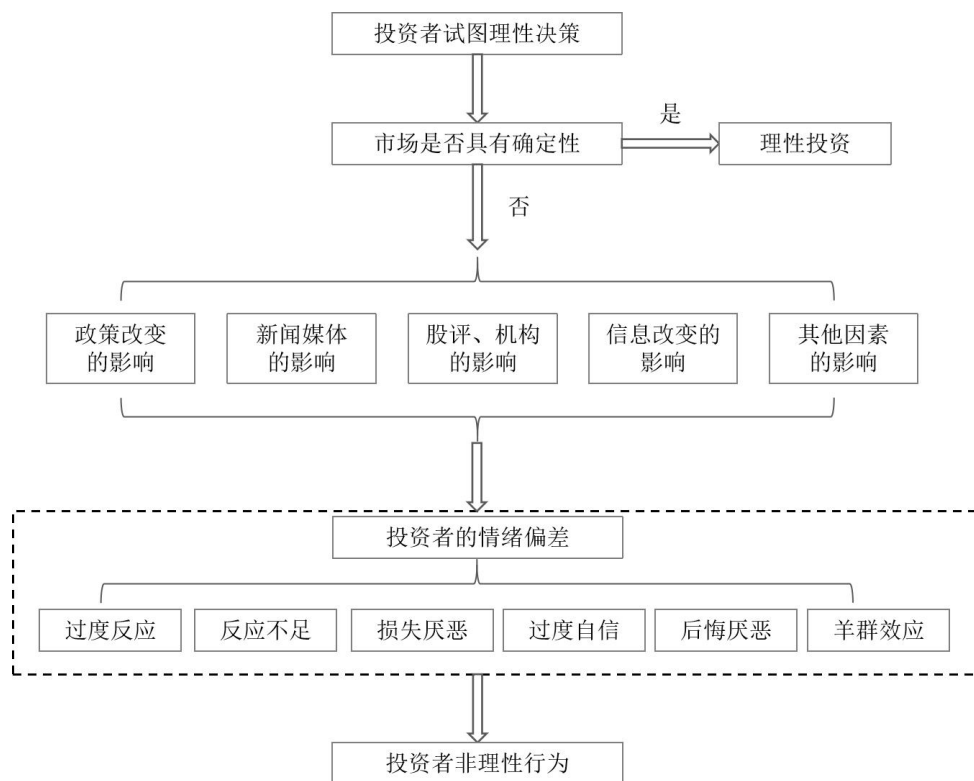 投资者试图理性决策
是
市场是否具有确定性
理性投资
否
政策改变
的影响
新闻媒体
的影响
股评、机构
的影响
信息改变的
影响
其他因素
的影响
投资者的情绪偏差
过度反应
反应不足
损失厌恶
过度自信
后悔厌恶
羊群效应
投资者非理性行为